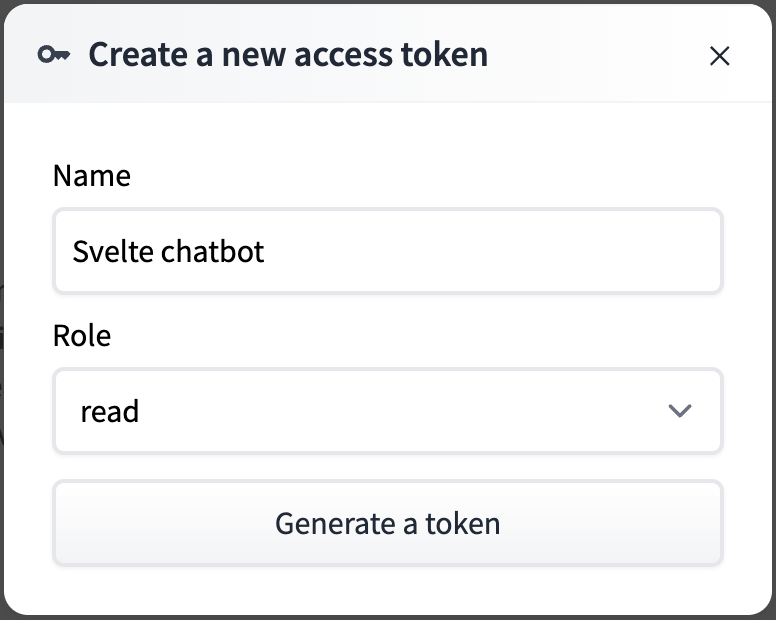 Create a new access token
Name
Svelte chatbot
Role
read
Generate a token